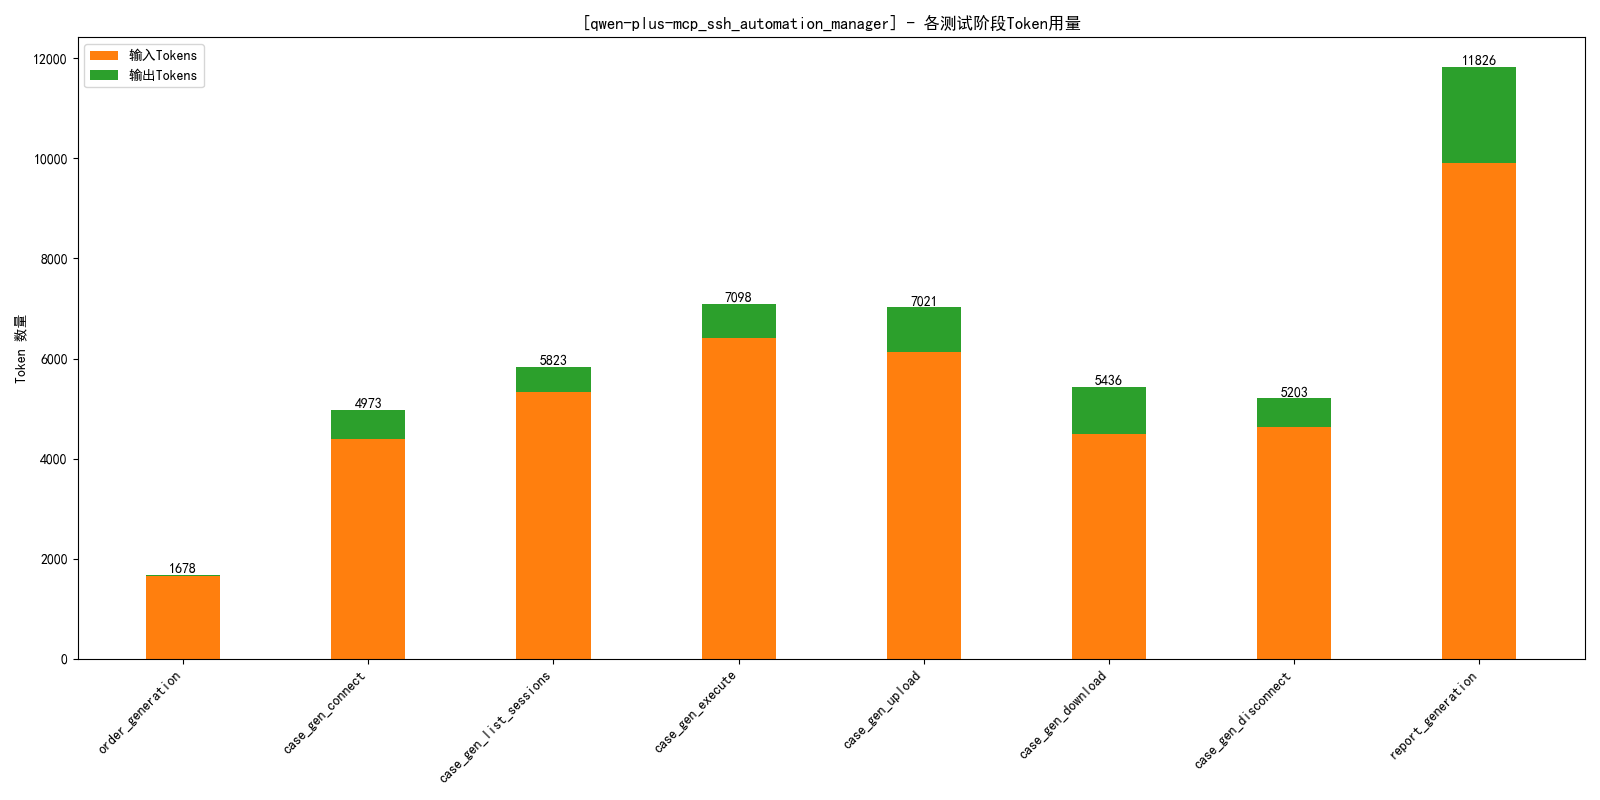 [qwen-plus-mcp_ssh_automation_manager] - 各测试阶段Token用量
输入Tokens
输出Tokens
Token 数量
12000
10000
8000
6000
4000
2000
0
1678
4973
5823
7098
7021
5436
5203
11826
order_generation
case_gen_connect
case_gen_list_sessions
case_gen_execute
case_gen_upload
case_gen_download
case_gen_disconnect
report_generation